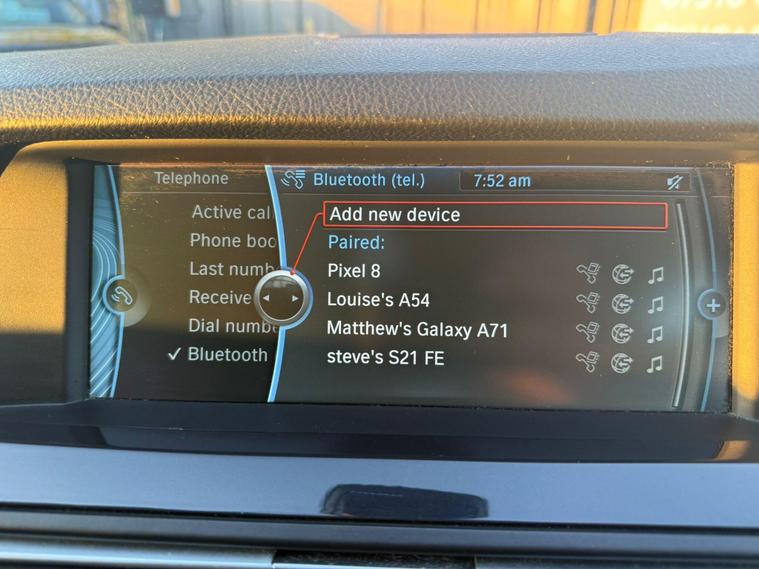 Telephone
Bluetooth (tel.)
7:52 am
Active cal
Phone boo
Last numb
Receive
Dial numbe
✓ Bluetooth
Add new device
Paired:
Pixel 8
Louise's A54
Matthew's Galaxy A71
steve's S21 FE